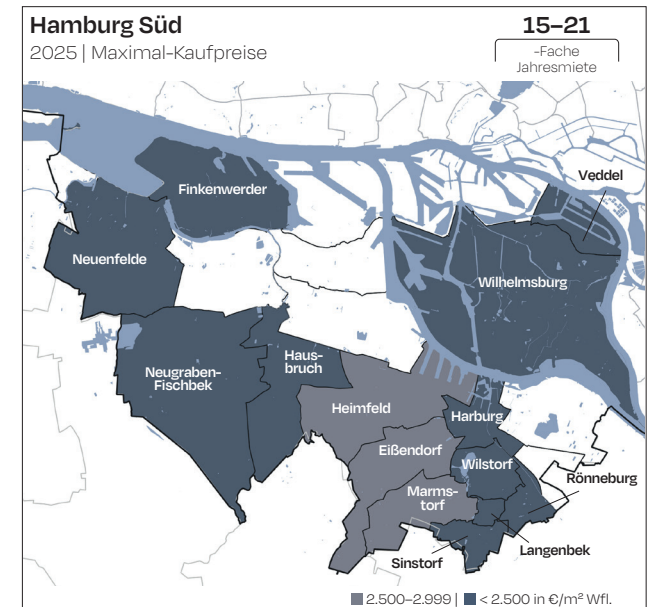 Hamburg Süd
2025 | Maximal-Kaufpreise
15–21
-Fache
Jahresmiete
Veddel
Finkenwerder
Neuenfelde
Wilhelmsburg
Haus-
bruch
Neugraben-
Fischbek
Heimfeld
Harburg
Eißendorf
Wilstorf
Rönneburg
Marms-
torf
Langenbek
Sinstorf
2.500–2.999 | < 2.500 in €/m² Wfl.